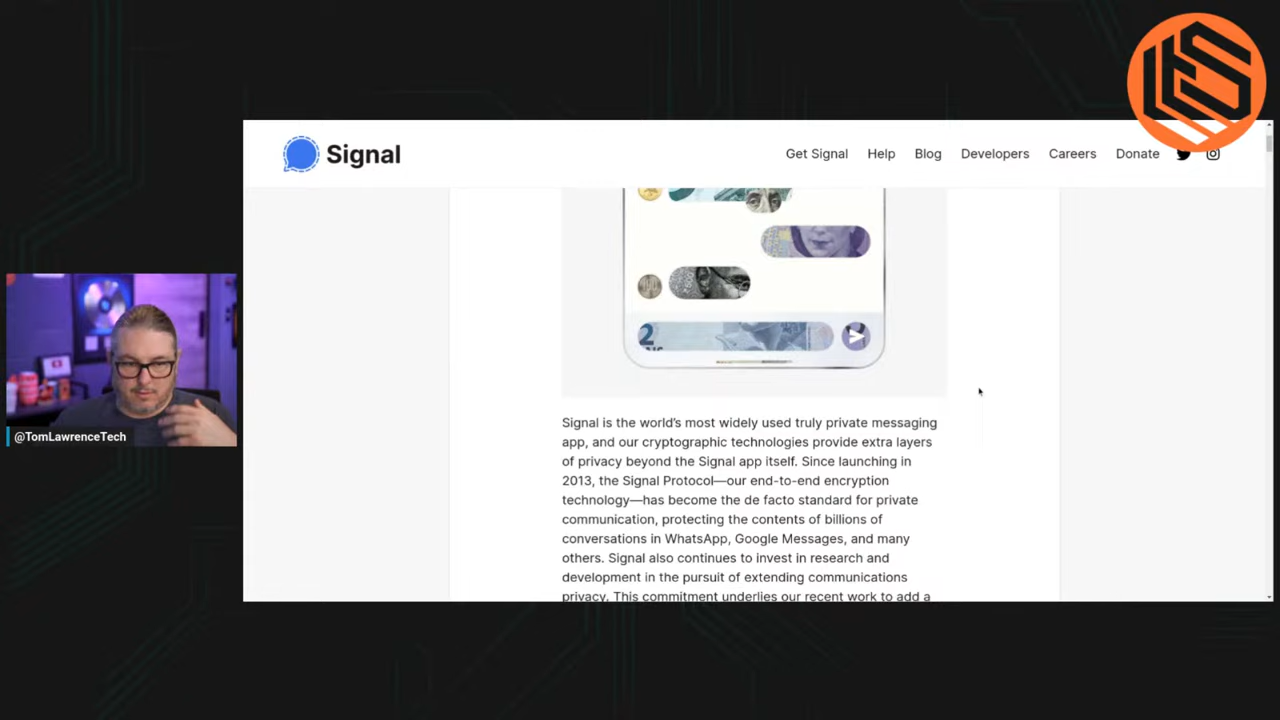 Signal
Get Signal Help Blog Developers Careers Donate
2
Signal is the world's most widely used truly private messaging
app, and our cryptographic technologies provide extra layers
of privacy beyond the Signal app itself. Since launching in
2013, the Signal Protocol—our end-to-end encryption
technology—has become the de facto standard for private
communication, protecting the contents of billions of
conversations in WhatsApp, Google Messages, and many
others. Signal also continues to invest in research and
development in the pursuit of extending communications
privacy. This commitment underlies our recent work to add a
@TomLawrenceTech